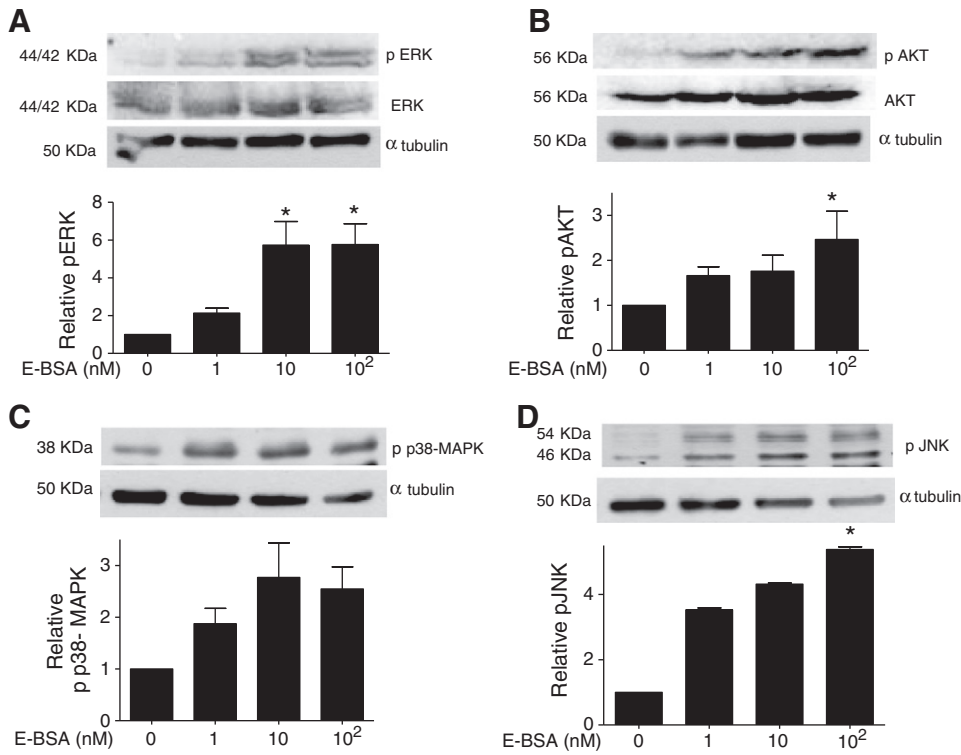 A
44/42 KDa
p ERK
44/42 KDa
ERK
50 KDa
α tubulin
Relative pERK
8
6
4
2
0
*
*
E-BSA (nM)
0
1
10
10²
B
56 KDa
p AKT
56 KDa
AKT
50 KDa
α tubulin
Relative pAKT
3
2
1
0
*
E-BSA (nM)
0
1
10
10²
C
38 KDa
p p38-MAPK
50 KDa
α tubulin
Relative
p p38- MAPK
3
2
1
0
E-BSA (nM)
0
1
10
10²
D
54 KDa
46 KDa
p JNK
50 KDa
α tubulin
Relative pJNK
4
2
0
*
E-BSA (nM)
0
1
10
10²